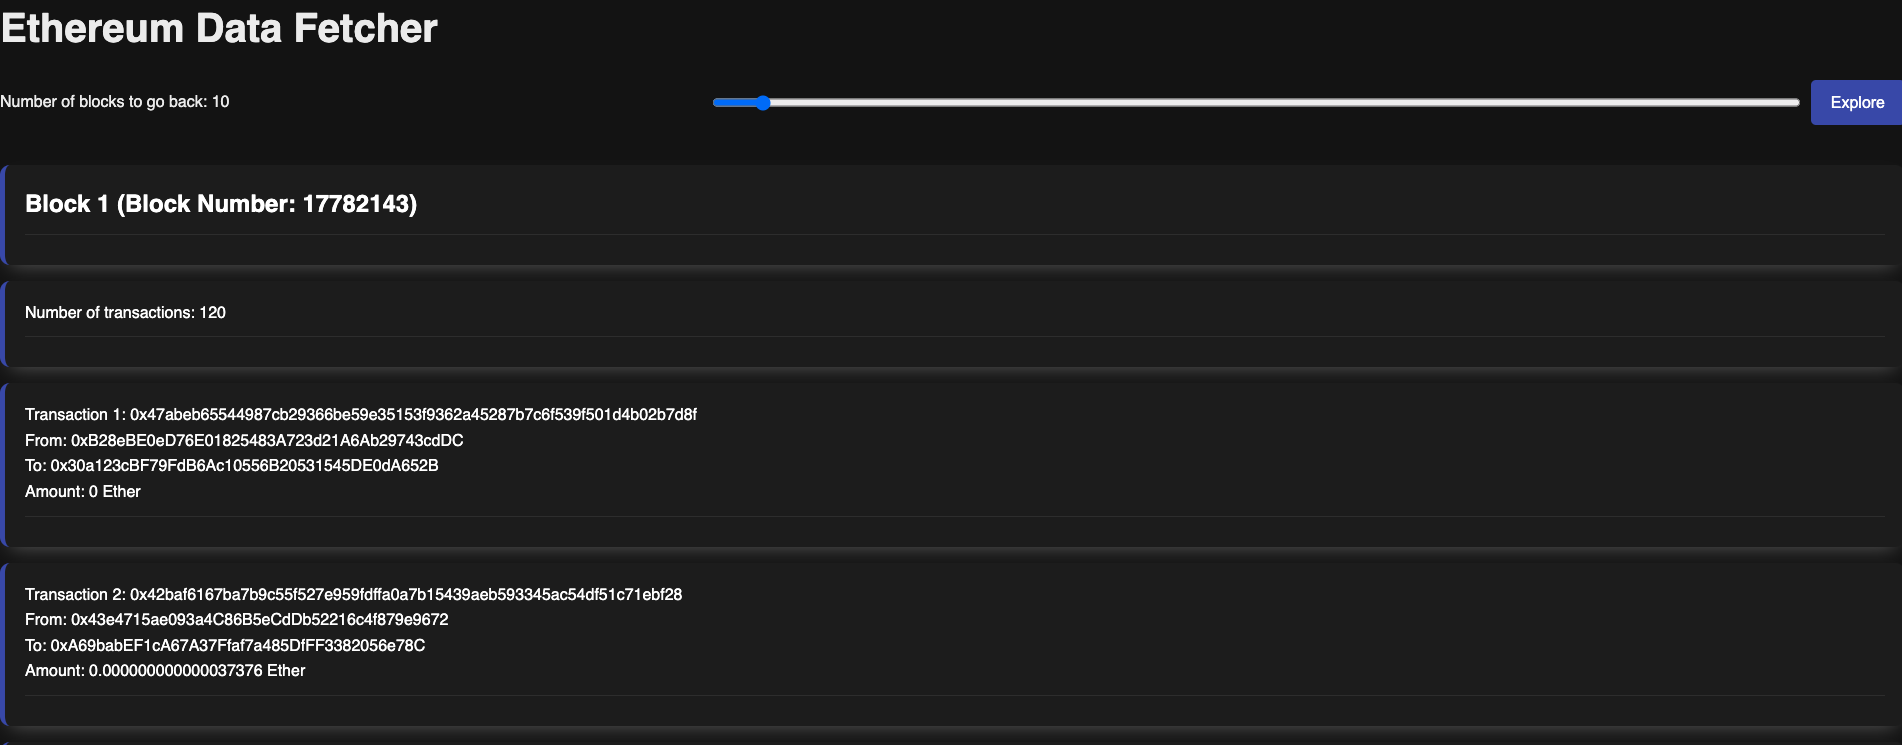 Ethereum Data Fetcher
Number of blocks to go back: 10
Explore
Block 1 (Block Number: 17782143)
Number of transactions: 120
Transaction 1: 0x47abeb65544987cb29366be59e35153f9362a45287b7c6f539f501d4b02b7d8f
From: 0xB28eBE0eD76E01825483A723d21A6Ab29743cdDC
To: 0x30a123cBF79FdB6Ac10556B20531545DE0dA652B
Amount: 0 Ether
Transaction 2: 0x42baf6167ba7b9c55f527e959fdffa0a7b15439aeb593345ac54df51c71ebf28
From: 0x43e4715ae093a4C86B5eCdDb52216c4f879e9672
To: 0xA69babEF1cA67A37Ffaf7a485DfFF3382056e78C
Amount: 0.000000000000037376 Ether